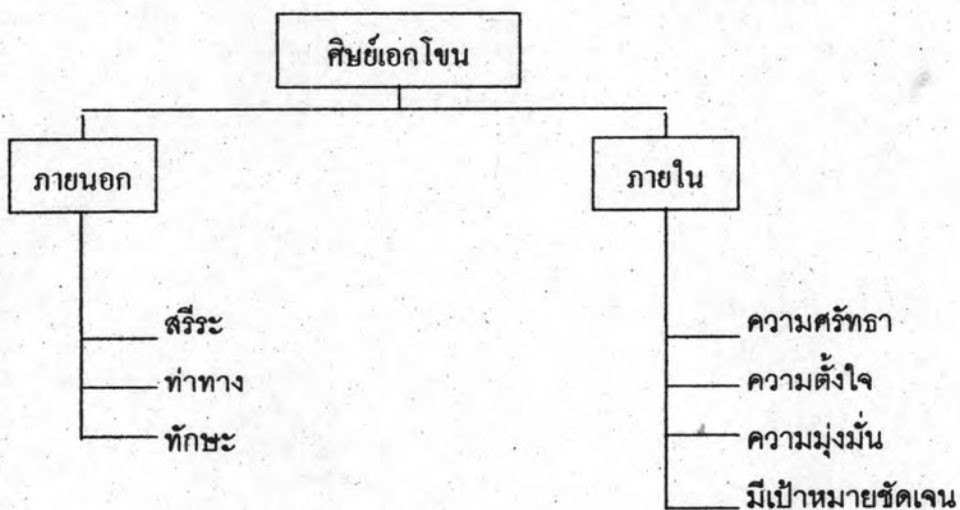 ศิษย์เอกโขน
ภายนอก
สรีระ
ท่าทาง
ทักษะ
ภายใน
ความศรัทธา
ความตั้งใจ
ความมุ่งมั่น
มีเป้าหมายชัดเจน